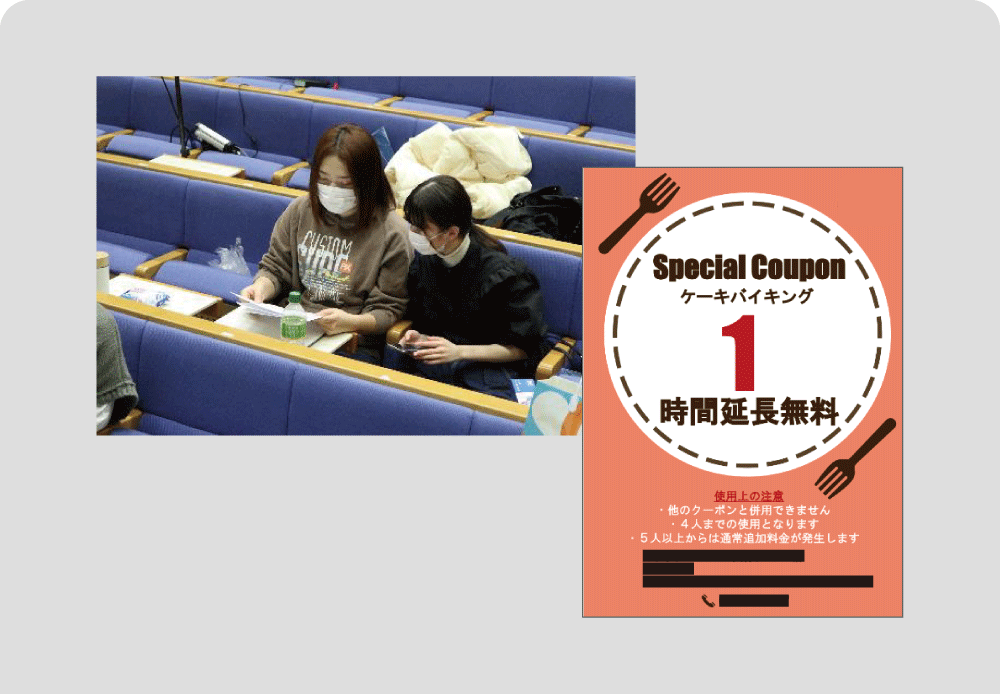 CUSTOM
Special Coupon
ケーキバイキング
1
時間延長無料
使用上の注意
・他のクーポンと併用できません
・４人までの使用となります
・５人以上からは通常追加料金が発生します